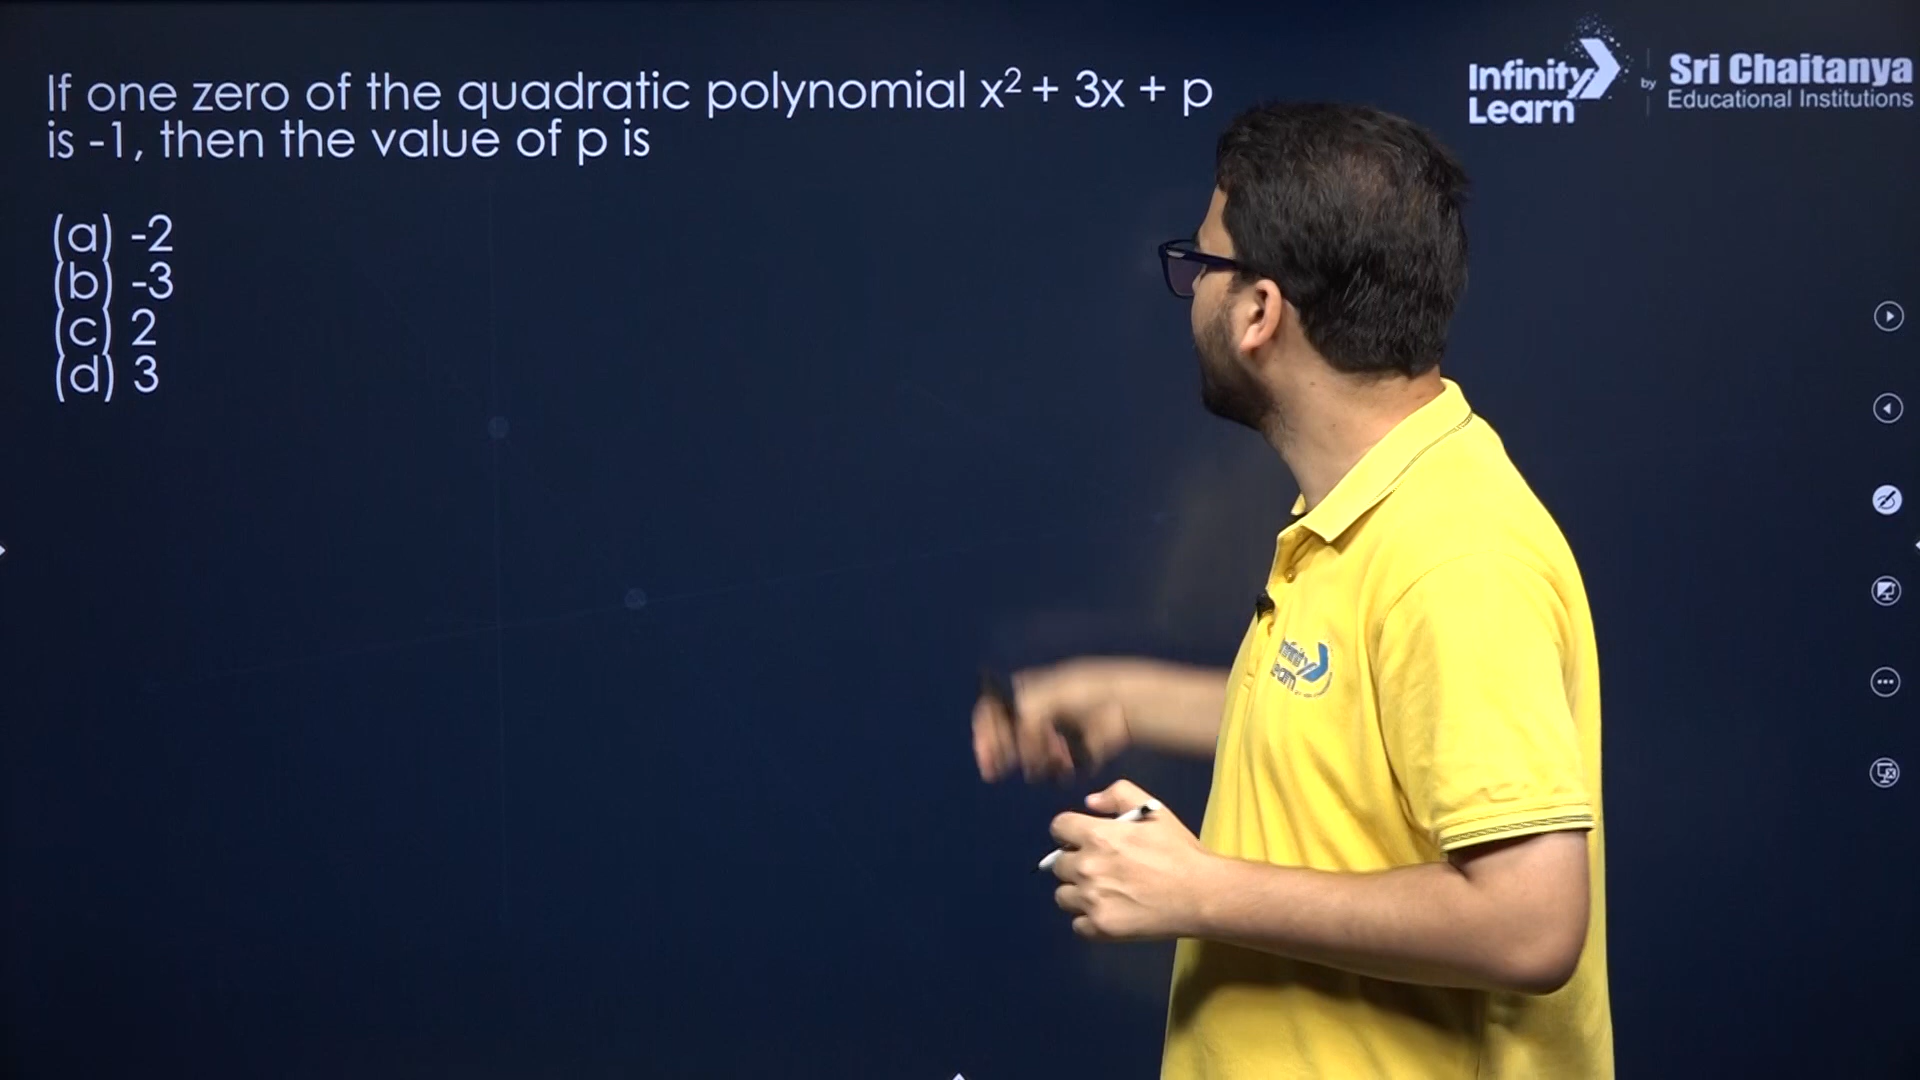 If one zero of the quadratic polynomial x² + 3x + p
is -1, then the value of p is
(a) -2
(b) -3
(c) 2
(d) 3
Infinity
Learn
by
Sri Chaitanya
Educational Institutions